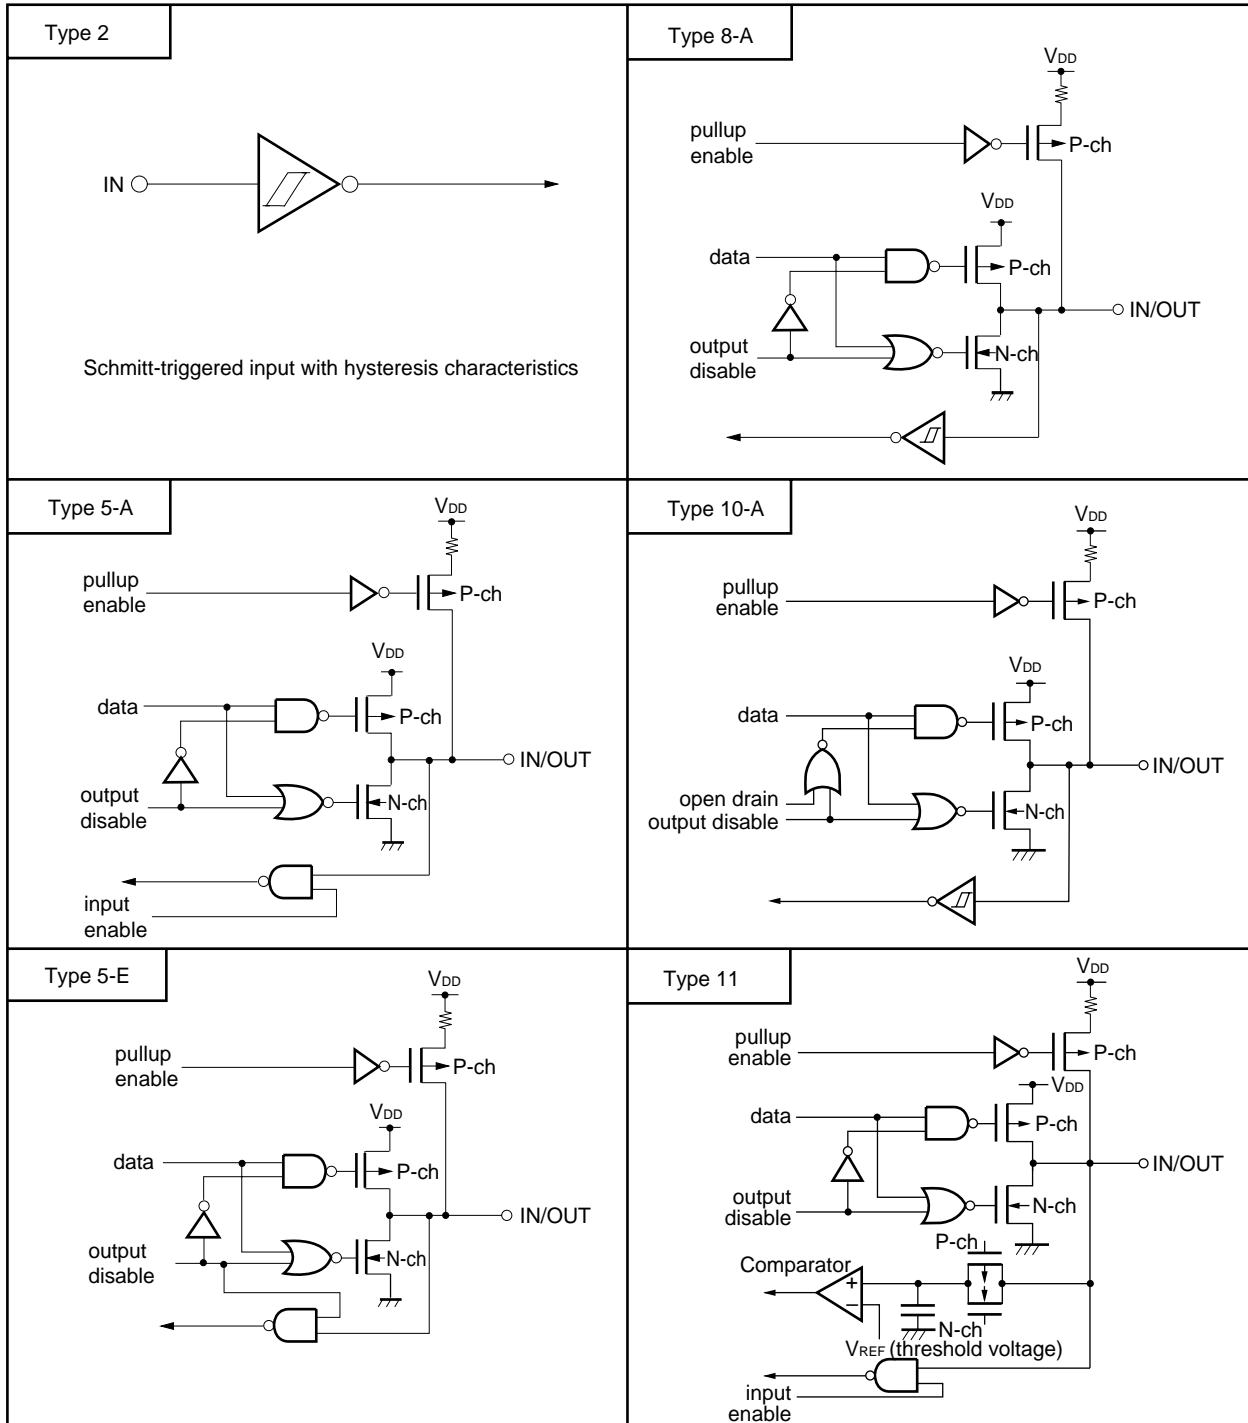 Type 2
IN
Schmitt-triggered input with hysteresis characteristics
Type 8-A
VDD
pullup
enable
P-ch
VDD
data
P-ch
IN/OUT
output
disable
N-ch
Type 5-A
VDD
pullup
enable
P-ch
VDD
data
P-ch
IN/OUT
output
disable
N-ch
input
enable
Type 10-A
VDD
pullup
enable
P-ch
VDD
data
P-ch
IN/OUT
open drain
output disable
N-ch
Type 5-E
VDD
pullup
enable
P-ch
VDD
data
P-ch
IN/OUT
output
disable
N-ch
Type 11
VDD
pullup
enable
P-ch
VDD
data
P-ch
IN/OUT
output
disable
N-ch
P-ch
Comparator
+
−
N-ch
VREF (threshold voltage)
input
enable